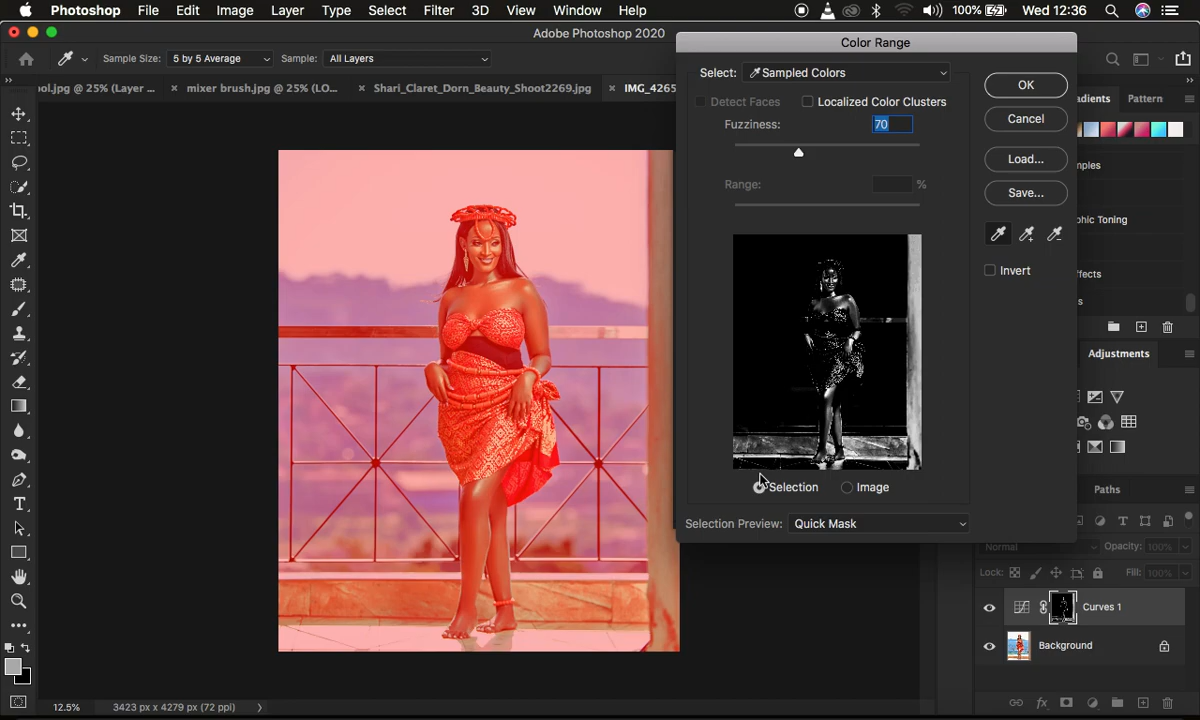 Photoshop File Edit Image Layer Type Select Filter 3D View Window Help 100% Wed 12:36
Adobe Photoshop 2020
Color Range
Sample Size: 5 by 5 Average Sample: All Layers
ool.jpg @ 25% (Layer ... × mixer brush.jpg @ 25% (LO... × Shari_Claret_Dorn_Beauty_Shoot2269.jpg × IMG_4265
Select: Sampled Colors
OK
Detect Faces Localized Color Clusters
Fuzziness: 70
Cancel
Range: %
Load...
Save...
Invert
Selection Image
Selection Preview: Quick Mask
adients Pattern
mples
phic Toning
ffects
s
Adjustments
Paths
Normal Opacity: 100%
Lock: Fill: 100%
Curves 1
Background
12.5% 3423 px x 4279 px (72 ppi)